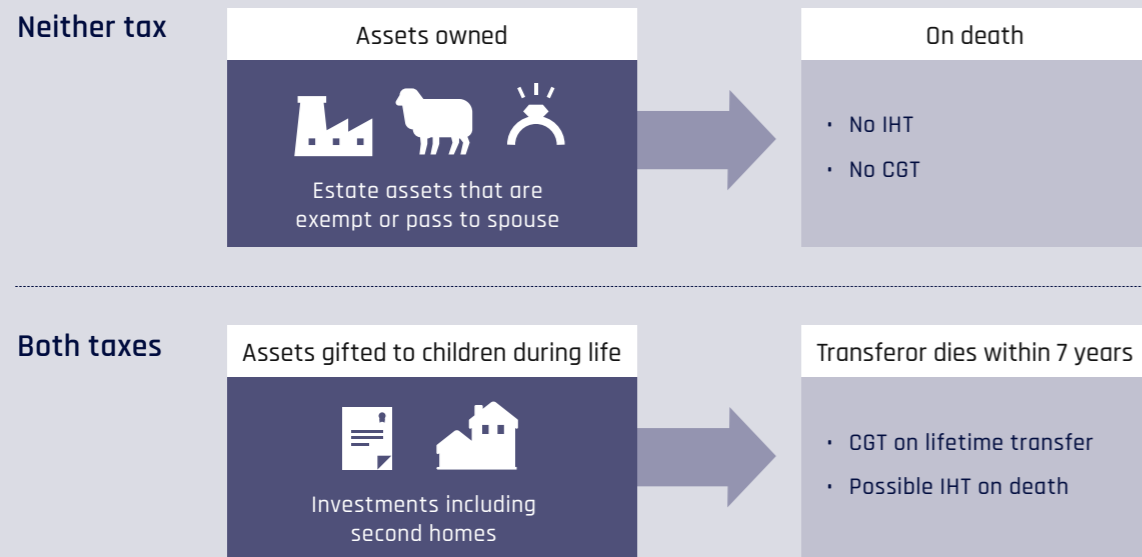 Neither tax
Assets owned
On death
Estate assets that are
exempt or pass to spouse
· No IHT
· No CGT
Both taxes
Assets gifted to children during life
Transferor dies within 7 years
Investments including
second homes
· CGT on lifetime transfer
· Possible IHT on death